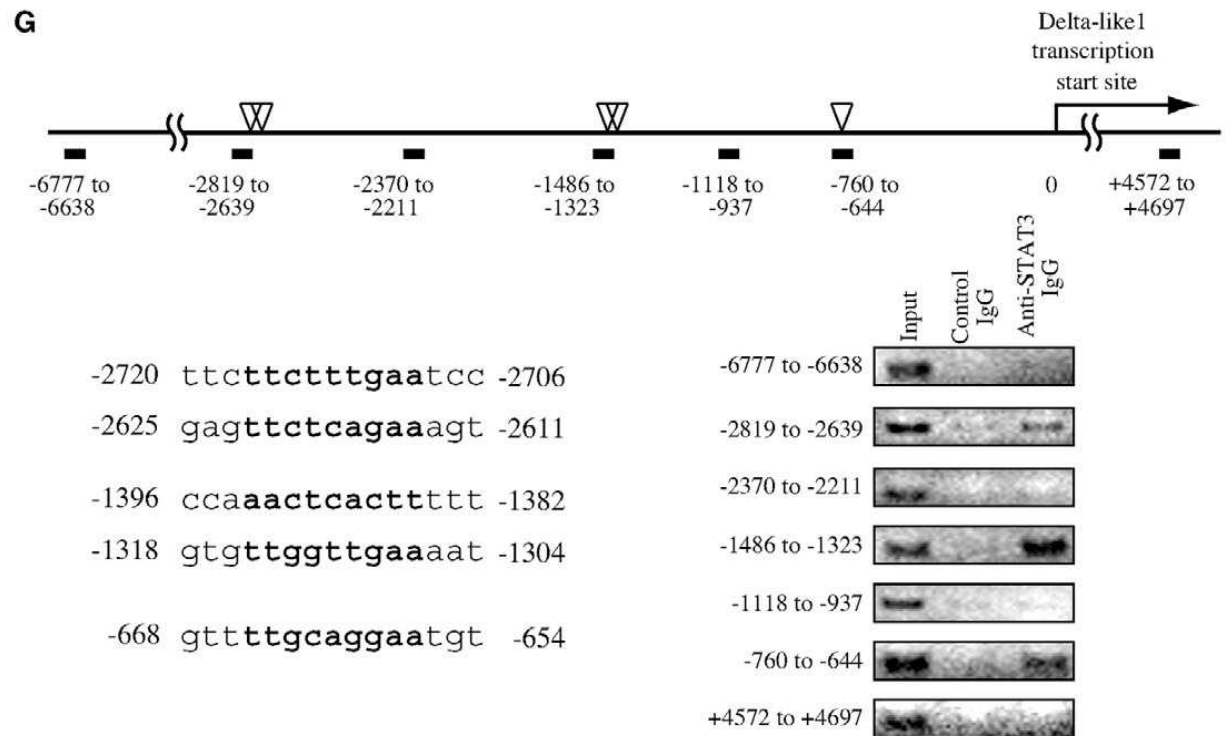 G
Delta-like1
transcription
start site
-6777 to
-6638
-2819 to
-2639
-2370 to
-2211
-1486 to
-1323
-1118 to
-937
-760 to
-644
0
+4572 to
+4697
Input
Control
IgG
Anti-STAT3
IgG
-2720 ttcttctttgaatcc -2706
-2625 gagttctcagaaagt -2611
-1396 ccaaactcactttttt -1382
-1318 gtgttggttgaaaat -1304
-668 gttttgcaggaatgt -654
-6777 to -6638
-2819 to -2639
-2370 to -2211
-1486 to -1323
-1118 to -937
-760 to -644
+4572 to +4697